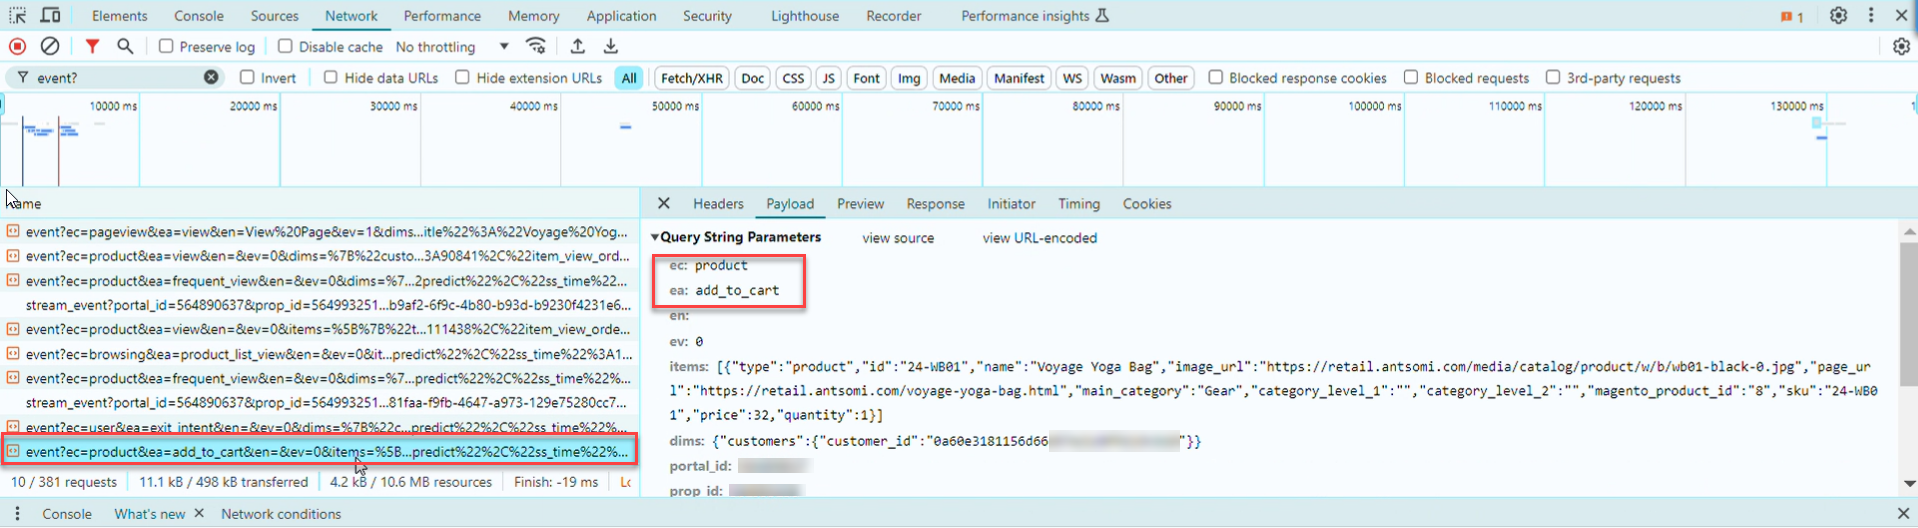 Elements Console Sources Network Performance Memory Application Security Lighthouse Recorder Performance insights 1
Preserve log Disable cache No throttling
event? Invert Hide data URLs Hide extension URLs All Fetch/XHR Doc CSS JS Font Img Media Manifest WS Wasm Other Blocked response cookies Blocked requests 3rd-party requests
10000 ms 20000 ms 30000 ms 40000 ms 50000 ms 60000 ms 70000 ms 80000 ms 90000 ms 100000 ms 110000 ms 120000 ms 130000 ms 1
ame
event?ec=pageview&ea=view&en=View%20Page&ev=1&dims...itle%22%3A%22Voyage%20Yog...
event?ec=product&ea=view&en=&ev=0&dims=%7B%22custo...3A90841%2C%22item_view_ord...
event?ec=product&ea=frequent_view&en=&ev=0&dims=%7...2predict%22%2C%22ss_time%22%...
stream_event?portal_id=564890637&prop_id=564993251...b9af2-6f9c-4b80-b93d-b9230f4231e6...
event?ec=product&ea=view&en=&ev=0&items=%5B%7B%22t...111438%2C%22item_view_orde...
event?ec=browsing&ea=product_list_view&en=&ev=0&it...predict%22%2C%22ss_time%22%3A1...
event?ec=product&ea=frequent_view&en=&ev=0&dims=%7...predict%22%2C%22ss_time%22%...
stream_event?portal_id=564890637&prop_id=564993251...81faa-f9fb-4647-a973-129e75280cc7...
event?ec=user&ea=exit_intent&en=&ev=0&dims=%7B%22c...predict%22%2C%22ss_time%22%...
event?ec=product&ea=add_to_cart&en=&ev=0&items=%5B...predict%22%2C%22ss_time%22%...
10 / 381 requests 11.1 kB / 498 kB transferred 4.2 kB / 10.6 MB resources Finish: -19 ms
Headers Payload Preview Response Initiator Timing Cookies
Query String Parameters view source view URL-encoded
ec: product
ea: add_to_cart
en:
ev: 0
items: [{"type":"product","id":"24-WB01","name":"Voyage Yoga Bag","image_url":"https://retail.antsomi.com/media/catalog/product/w/b/wb01-black-0.jpg","page_ur
l":"https://retail.antsomi.com/voyage-yoga-bag.html","main_category":"Gear","category_level_1":"","category_level_2":"","magento_product_id":"8","sku":"24-WB0
1","price":32,"quantity":1}]
dims: {"customers":{"customer_id":"0a60e3181156d66 "}}
portal_id:
prop_id:
Console What's new Network conditions